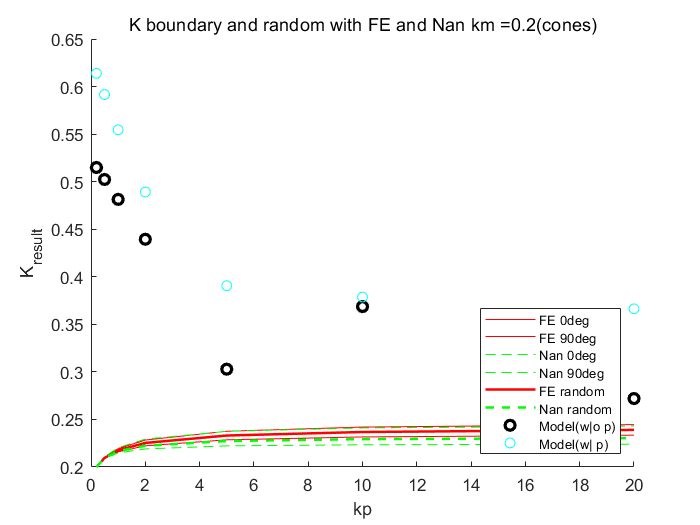 K boundary and random with FE and Nan km =0.2(cones)
0.65
0.6
0.55
0.5
0.45
0.4
0.35
0.3
0.25
0.2
K_result
FE 0deg
FE 90deg
Nan 0deg
Nan 90deg
FE random
Nan random
Model(w|o p)
Model(w| p)
0 2 4 6 8 10 12 14 16 18 20
kp